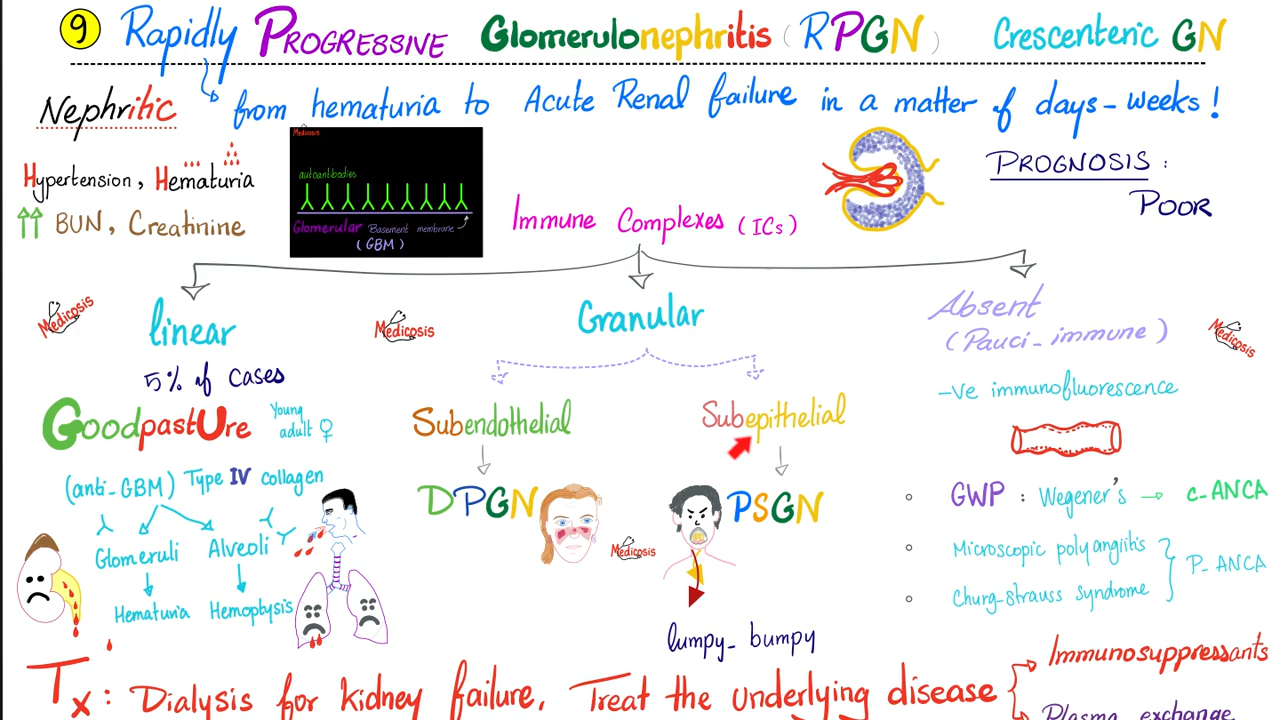 9 Rapidly PROGRESSIVE Glomerulonephritis (RPGN) Crescenteric GN
Nephritic from hematuria to Acute Renal failure in a matter of days-weeks!
Hypertension, Hematuria
BUN, Creatinine
Medicosis
autoantibodies
Glomerular Basement membrane
(GBM)
PROGNOSIS:
POOR
Immune Complexes (ICs)
linear
5% of cases
GoodpastUre
Young
adult ♀
(anti-GBM) Type IV collagen
Glomeruli Alveoli
Hematuria Hemoptysis
Medicosis
Medicosis
Granular
Subendothelial
DPGN
Subepithelial
PSGN
Medicosis
lumpy-bumpy
Absent
(Pauci-immune)
Medicosis
-ve immunofluorescence
GWP: Wegener's → c-ANCA
Microscopic polyangiitis
Churg-strauss syndrome
P-ANCA
Tx: Dialysis for kidney failure, Treat the underlying disease
Immunosuppressants
Plasma exchange